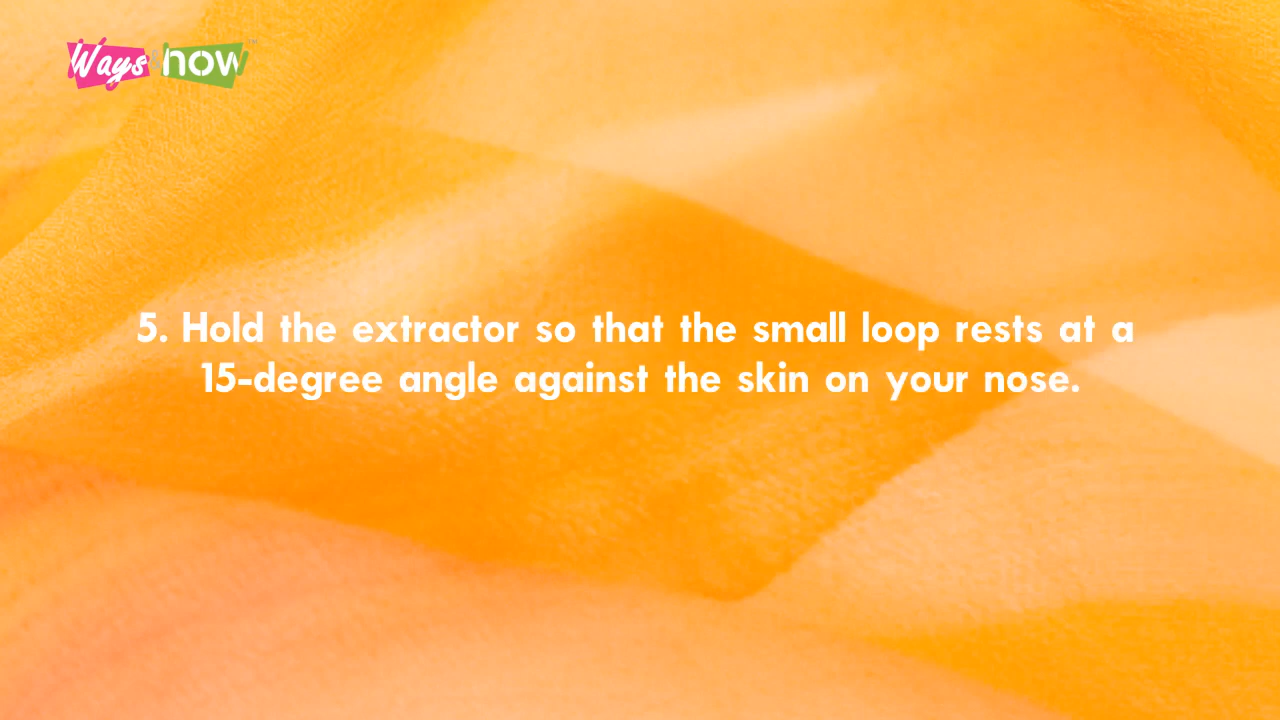 Ways how™
5. Hold the extractor so that the small loop rests at a
15-degree angle against the skin on your nose.